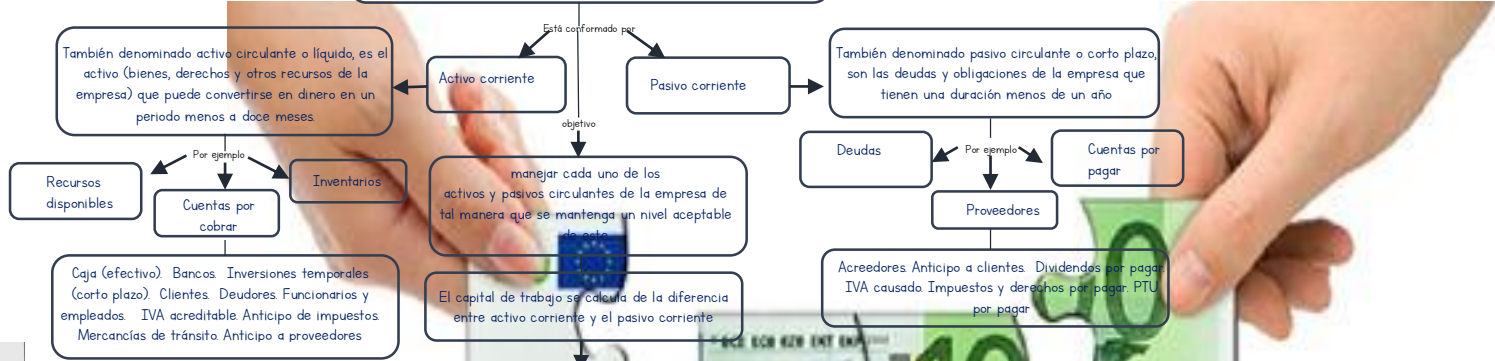 Está conformado por
También denominado activo circulante o líquido, es el
activo (bienes, derechos y otros recursos de la
empresa) que puede convertirse en dinero en un
periodo menos a doce meses.
Activo corriente
Pasivo corriente
También denominado pasivo circulante o corto plazo,
son las deudas y obligaciones de la empresa que
tienen una duración menos de un año
objetivo
Por ejemplo
Recursos
disponibles
Cuentas por
cobrar
Inventarios
manejar cada uno de los
activos y pasivos circulantes de la empresa de
tal manera que se mantenga un nivel aceptable
de este
Deudas
Por ejemplo
Cuentas por
pagar
Proveedores
Caja (efectivo). Bancos. Inversiones temporales
(corto plazo). Clientes. Deudores. Funcionarios y
empleados. IVA acreditable. Anticipo de impuestos.
Mercancías de tránsito. Anticipo a proveedores
El capital de trabajo se calcula de la diferencia
entre activo corriente y el pasivo corriente
Acreedores. Anticipo a clientes. Dividendos por pagar.
IVA causado. Impuestos y derechos por pagar. PTU
por pagar